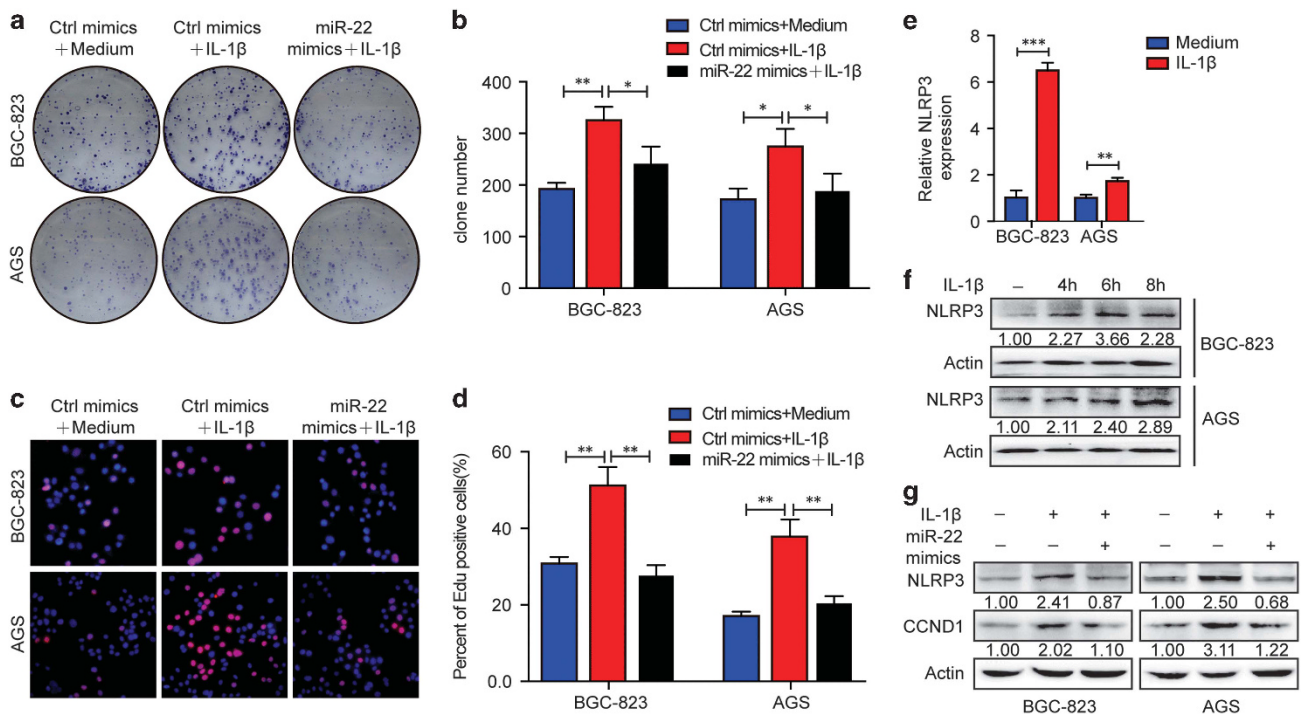 a
Ctrl mimics Ctrl mimics miR-22
+Medium +IL-1β mimics+IL-1β
BGC-823
AGS
b
Ctrl mimics+Medium
Ctrl mimics+IL-1β
miR-22 mimics+IL-1β
clone number
400
300
200
100
0
** * * *
BGC-823 AGS
c
Ctrl mimics Ctrl mimics miR-22
+Medium +IL-1β mimics+IL-1β
BGC-823
AGS
d
Ctrl mimics+Medium
Ctrl mimics+IL-1β
miR-22 mimics+IL-1β
Percent of Edu positive cells(%)
60
40
20
0
** ** ** **
BGC-823 AGS
e
Medium
IL-1β
Relative NLRP3
expression
8
6
4
2
0
*** **
BGC-823 AGS
f
IL-1β – 4h 6h 8h
NLRP3
1.00 2.27 3.66 2.28
Actin
BGC-823
NLRP3
1.00 2.11 2.40 2.89
Actin
AGS
g
IL-1β – + + – + +
miR-22
mimics – – + – – +
NLRP3
1.00 2.41 0.87 1.00 2.50 0.68
CCND1
1.00 2.02 1.10 1.00 3.11 1.22
Actin
BGC-823 AGS